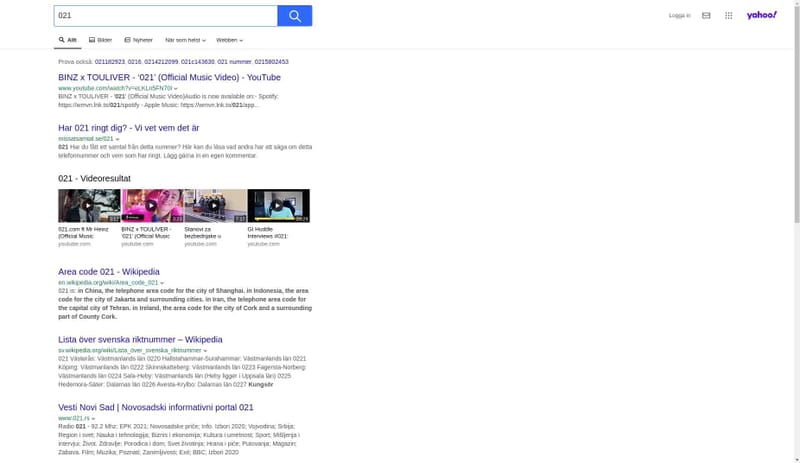 021
Logga in
yahoo!
Allt
Bilder
Nyheter
När som helst
Webben
Prova också: 021182923, 0216, 0214212099, 021c143639, 021 nummer, 0215802453
BINZ x TOULIVER - '021' (Official Music Video) - YouTube
BINZ x TOULIVER - '021' (Official Music Video)Audio is now available on:- Spotify:
https://wmvn.lnk.to/021/spotify - Apple Music: https://wmvn.lnk.to/021/app...
Har 021 ringt dig? - Vi vet vem det är
missatsamtal.se/021
021 Har du fått ett samtal från detta nummer? Här kan du läsa vad andra har att säga om detta
telefonnummer och vem som har ringt. Lägg gärna in en egen kommentar.
021 - Videoresultat
021.com ft Mr Heinz
(Official Music
youtube.com
BINZ x TOULIVER -
'021' (Official Music
youtube.com
Stanovi za
bezbednjake u
youtube.com
GI Huddle
Interviews #021:
youtube.com
Area code 021 - Wikipedia
en.wikipedia.org/wiki/Area_code_021
021 is: in China, the telephone area code for the city of Shanghai. in Indonesia, the area
code for the city of Jakarta and surrounding cities. in Iran, the telephone area code for
the capital city of Tehran. in Ireland, the area code for the city of Cork and a surrounding
part of County Cork.
Lista över svenska riktnummer – Wikipedia
sv.wikipedia.org/wiki/Lista_över_svenska_riktnummer
021 Västerås: Västmanlands län 0220 Hallstahammar-Surahammar: Västmanlands län 0221
Köping: Västmanlands län 0222 Skinnskatteberg: Västmanlands län 0223 Fagersta-Norberg:
Västmanlands län 0224 Sala-Heby: Västmanlands län (Heby ligger i Uppsala län) 0225
Hedemora-Säter: Dalarnas län 0226 Avesta-Krylbo: Dalarnas län 0227 Kungsör
Vesti Novi Sad | Novosadski informativni portal 021
www.021.rs
Radio 021 - 92.2 Mhz; EPK 2021; Novosadske priče; Info. Izbori 2020; Vojvodina; Srbija;
Region i svet; Nauka i tehnologija; Biznis i ekonomija; Kultura i umetnost; Sport; Mišljenja i
intervjui; Život. Zdravlje; Porodica i dom; Svet životinja; Hrana i piće; Putovanja; Magazin;
Zabava. Film; Muzika; Poznati; Zanimljivosti; Exit; BBC; Izbori 2020